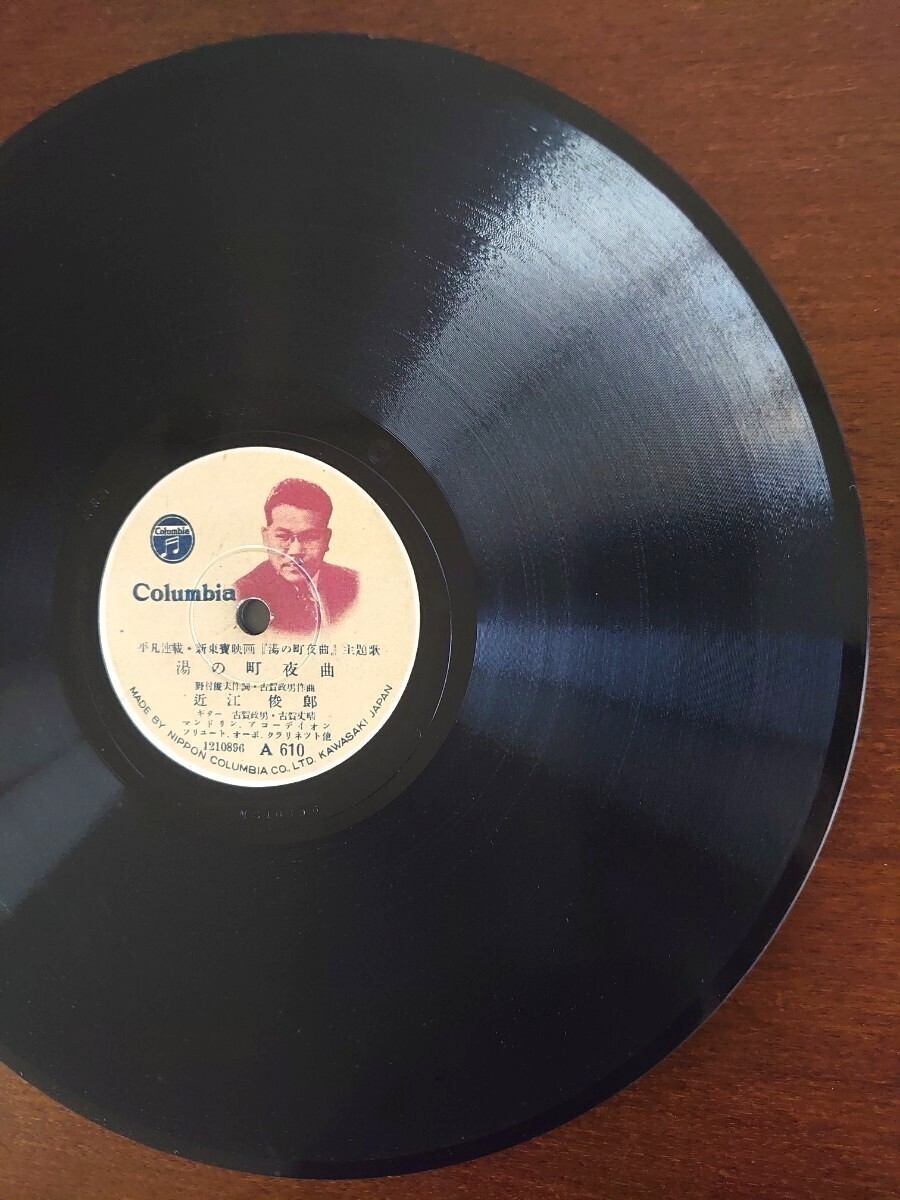 Columbia
Columbia
平凡連載・新東寶映画『湯の町夜曲』主題歌
湯の町夜曲
野村俊夫作詞・古賀政男作曲
近江俊郎
ギター 古賀政男・古賀丈晴
マンドリン、アコーデイオン
フリユート、オーボ、クラリネツト他
1210896 A 610
MADE BY NIPPON COLUMBIA CO., LTD. KAWASAKI JAPAN